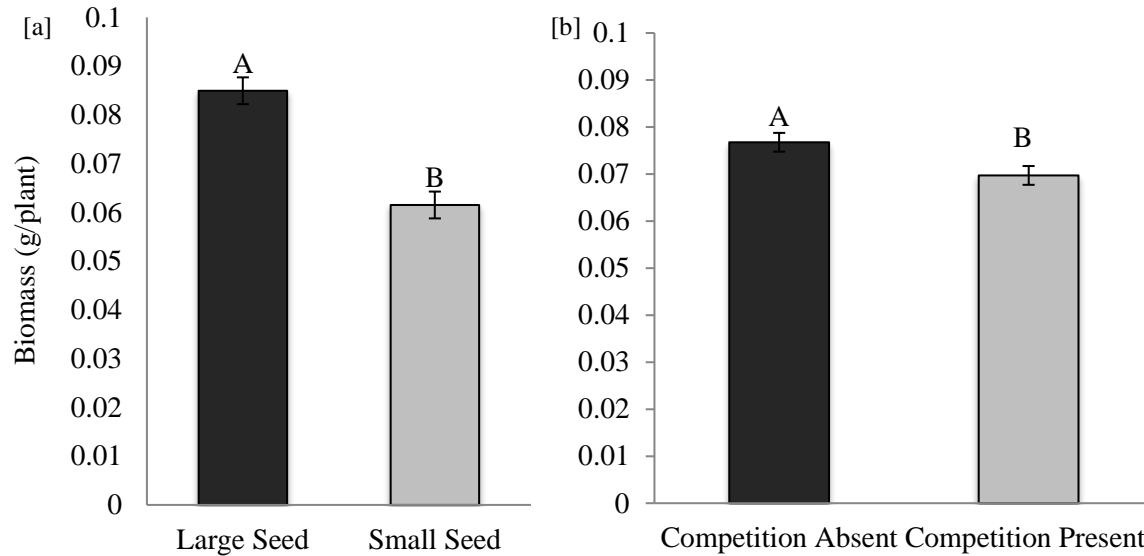 [a]
Biomass (g/plant)
0.1
0.09
0.08
0.07
0.06
0.05
0.04
0.03
0.02
0.01
0
A
B
Large Seed Small Seed
[b]
0.1
0.09
0.08
0.07
0.06
0.05
0.04
0.03
0.02
0.01
0
A
B
Competition Absent Competition Present